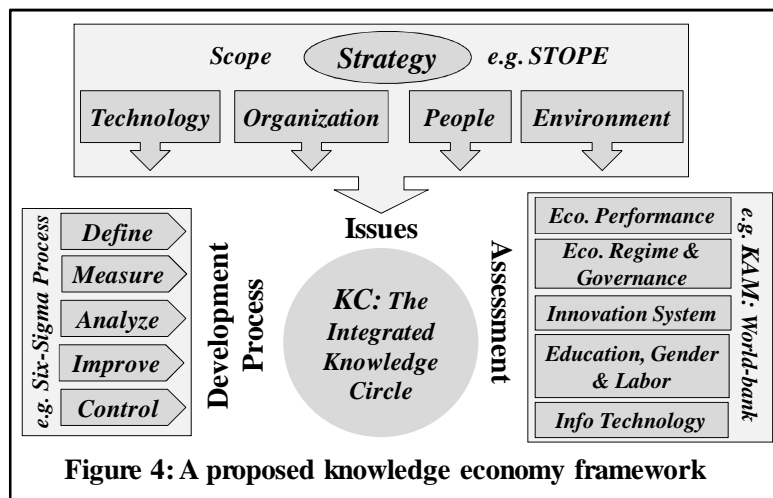 Scope
Strategy
e.g. STOPE
Technology
Organization
People
Environment
Issues
e.g. Six-Sigma Process
Define
Measure
Analyze
Improve
Control
Development
Process
KC: The
Integrated
Knowledge
Circle
Assessment
Eco. Performance
Eco. Regime &
Governance
Innovation System
Education, Gender
& Labor
Info Technology
e.g. KAM: World-bank
Figure 4: A proposed knowledge economy framework